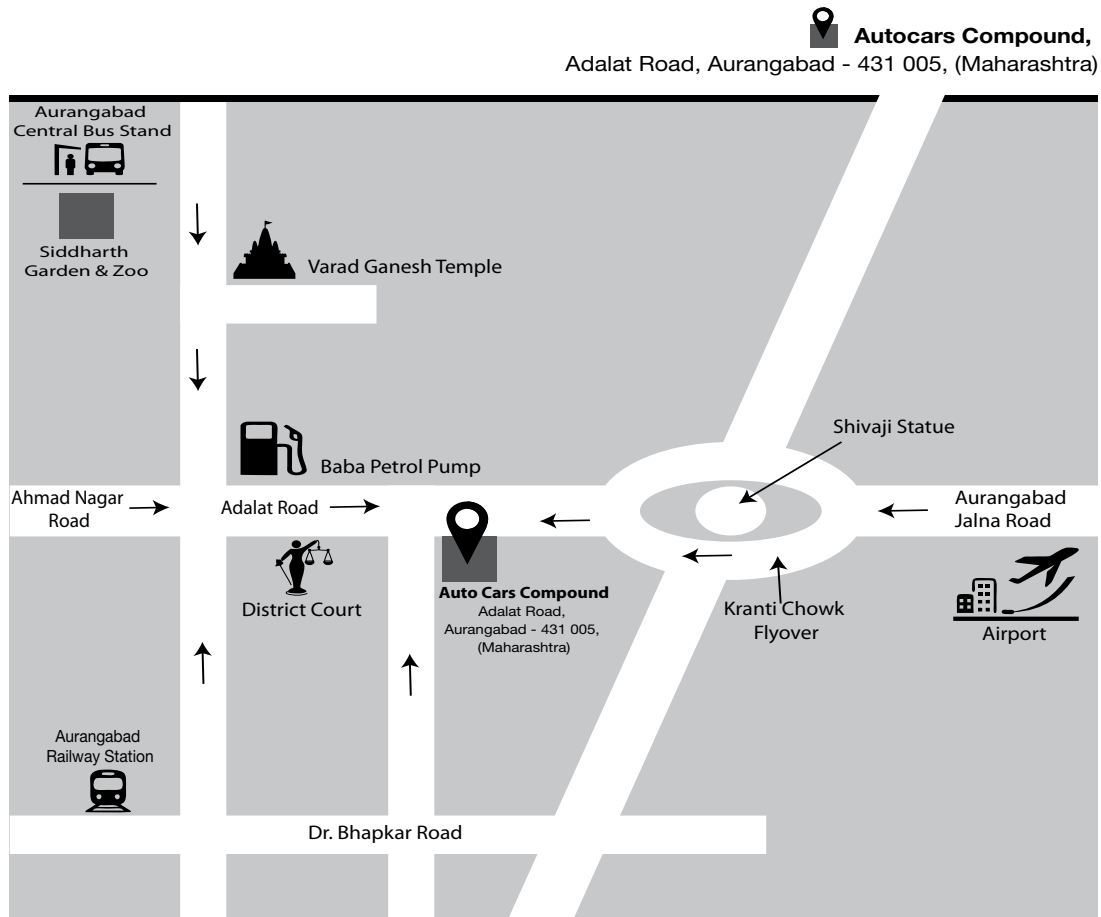 Autocars Compound,
Adalat Road, Aurangabad - 431 005, (Maharashtra)
Aurangabad
Central Bus Stand
Siddharth
Garden & Zoo
Varad Ganesh Temple
Shivaji Statue
Baba Petrol Pump
Ahmad Nagar
Road
Adalat Road
Aurangabad
Jalna Road
District Court
Auto Cars Compound
Adalat Road,
Aurangabad - 431 005,
(Maharashtra)
Kranti Chowk
Flyover
Airport
Aurangabad
Railway Station
Dr. Bhapkar Road